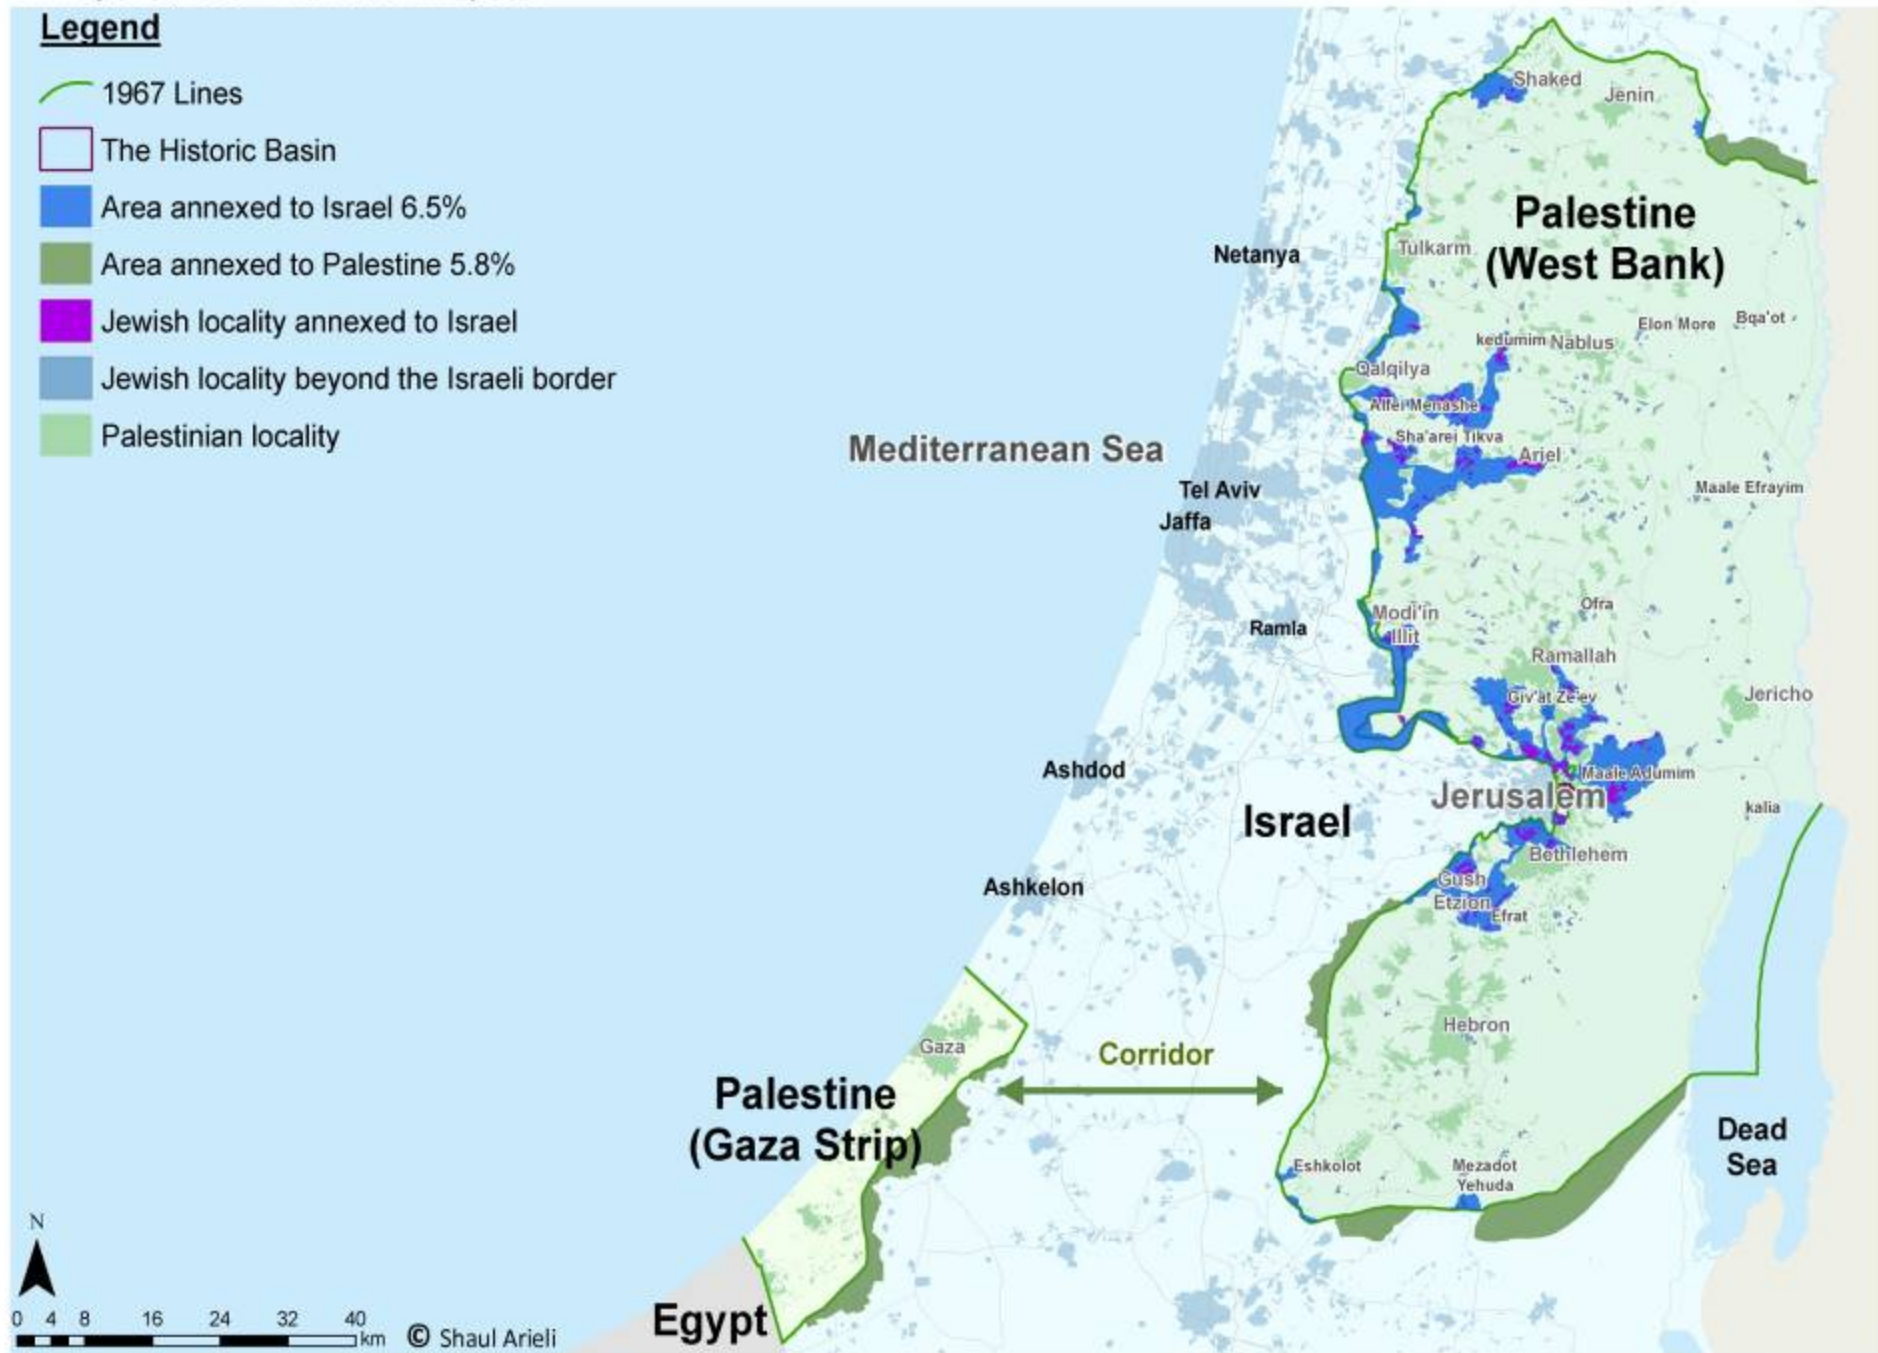 Legend
1967 Lines
The Historic Basin
Area annexed to Israel 6.5%
Area annexed to Palestine 5.8%
Jewish locality annexed to Israel
Jewish locality beyond the Israeli border
Palestinian locality
Shaked
Jenin
Palestine
(West Bank)
Tulkarm
Netanya
Elon More
Bqa'ot
kedumim
Nablus
Qalqilya
Alfei Menashe
Sha'arei Tikva
Ariel
Mediterranean Sea
Tel Aviv
Jaffa
Maale Efrayim
Ofra
Modi'in
Illit
Ramla
Ramallah
Giv'at Ze'ev
Jericho
Ashdod
Maale Adumim
Jerusalem
kalia
Israel
Bethlehem
Ashkelon
Gush
Etzion
Efrat
Hebron
Gaza
Corridor
Palestine
(Gaza Strip)
Dead
Sea
Eshkolot
Mezadot
Yehuda
N
0 4 8 16 24 32 40
km
© Shaul Arieli
Egypt